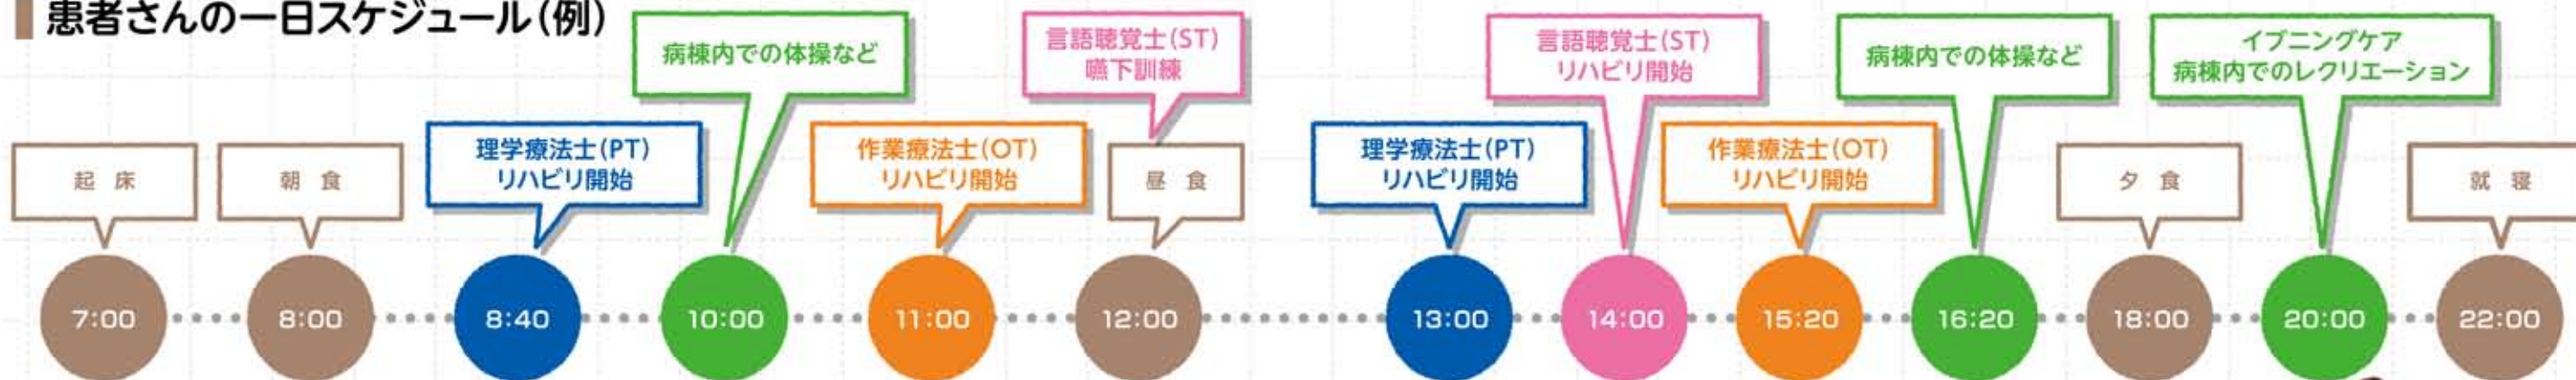 患者さんの一日スケジュール(例)
起 床
7:00
朝 食
8:00
理学療法士(PT)
リハビリ開始
8:40
病棟内での体操など
10:00
作業療法士(OT)
リハビリ開始
11:00
言語聴覚士(ST)
嚥下訓練
昼 食
12:00
理学療法士(PT)
リハビリ開始
13:00
言語聴覚士(ST)
リハビリ開始
14:00
作業療法士(OT)
リハビリ開始
15:20
病棟内での体操など
16:20
夕 食
18:00
イブニングケア
病棟内でのレクリエーション
20:00
就 寝
22:00